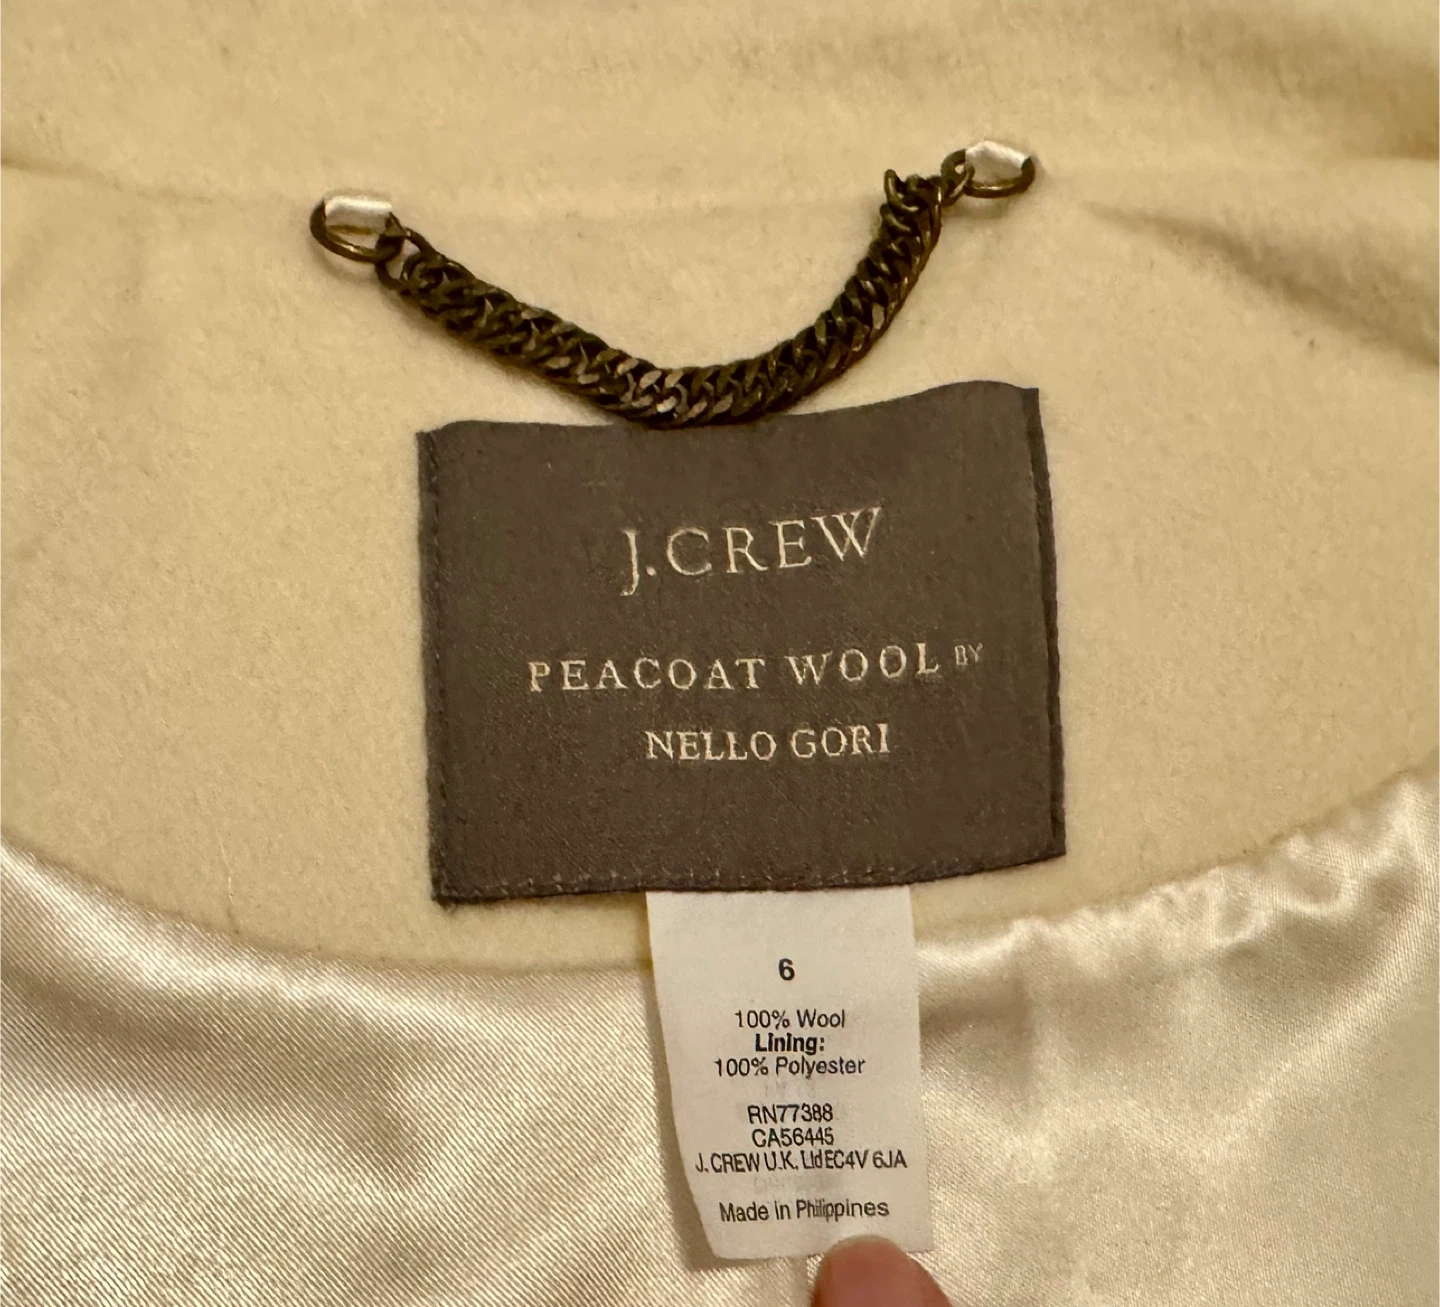 J.CREW
PEACOAT WOOL BY
NELLO GORI
6
100% Wool
Lining:
100% Polyester
RN77388
CA56445
J.CREW U.K. Ltd EC4V 6JA
Made in Philippines